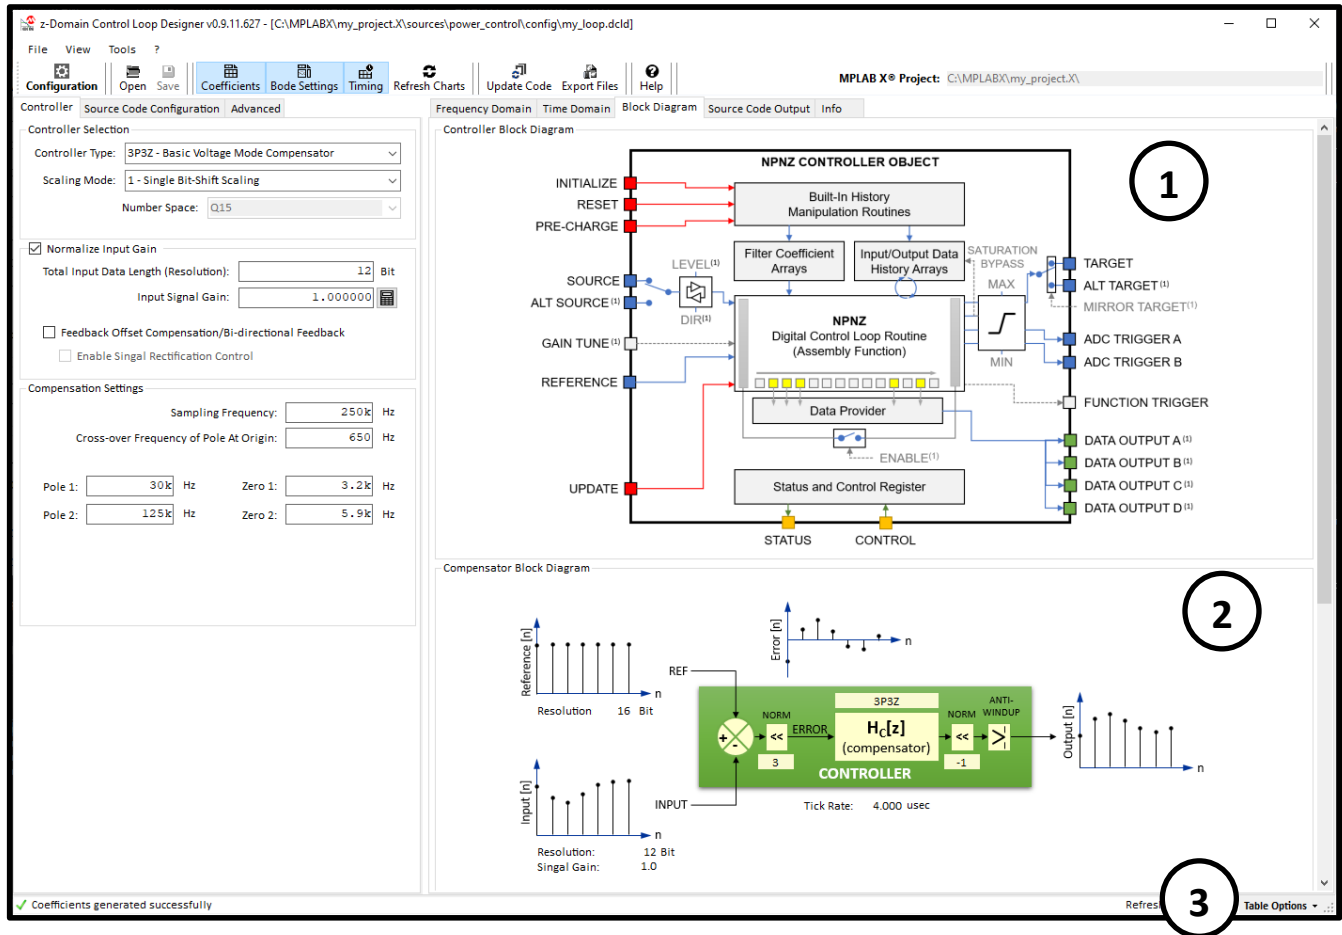 z-Domain Control Loop Designer v0.9.11.627 - [C:\MPLABX\my_project.X\sources\power_control\config\my_loop.dcld]
File View Tools ?
Configuration Open Save Coefficients Bode Settings Timing Refresh Charts Update Code Export Files Help MPLAB X® Project: C:\MPLABX\my_project.X\
Controller Source Code Configuration Advanced
Controller Selection
Controller Type: 3P3Z - Basic Voltage Mode Compensator
Scaling Mode: 1 - Single Bit-Shift Scaling
Number Space: Q15
Normalize Input Gain
Total Input Data Length (Resolution): 12 Bit
Input Signal Gain: 1.000000
Feedback Offset Compensation/Bi-directional Feedback
Enable Singal Rectification Control
Compensation Settings
Sampling Frequency: 250k Hz
Cross-over Frequency of Pole At Origin: 650 Hz
Pole 1: 30k Hz Zero 1: 3.2k Hz
Pole 2: 125k Hz Zero 2: 5.9k Hz
Frequency Domain Time Domain Block Diagram Source Code Output Info
Controller Block Diagram
1
NPNZ CONTROLLER OBJECT
INITIALIZE
RESET
PRE-CHARGE
Built-In History
Manipulation Routines
Filter Coefficient
Arrays
Input/Output Data
History Arrays
SATURATION
BYPASS
MAX
MIN
LEVEL(1)
DIR(1)
SOURCE
ALT SOURCE(1)
GAIN TUNE(1)
REFERENCE
UPDATE
NPNZ
Digital Control Loop Routine
(Assembly Function)
Data Provider
ENABLE(1)
Status and Control Register
STATUS CONTROL
TARGET
ALT TARGET(1)
MIRROR TARGET(1)
ADC TRIGGER A
ADC TRIGGER B
FUNCTION TRIGGER
DATA OUTPUT A(1)
DATA OUTPUT B(1)
DATA OUTPUT C(1)
DATA OUTPUT D(1)
Compensator Block Diagram
2
Reference [n]
n
Resolution 16 Bit
REF
Error [n]
n
Input [n]
n
Resolution: 12 Bit
Singal Gain: 1.0
INPUT
+
-
NORM
<<
3
ERROR
3P3Z
HC[z]
(compensator)
NORM
<<
-1
ANTI-
WINDUP
CONTROLLER
Tick Rate: 4.000 usec
Output [n]
n
3
Coefficients generated successfully
Table Options